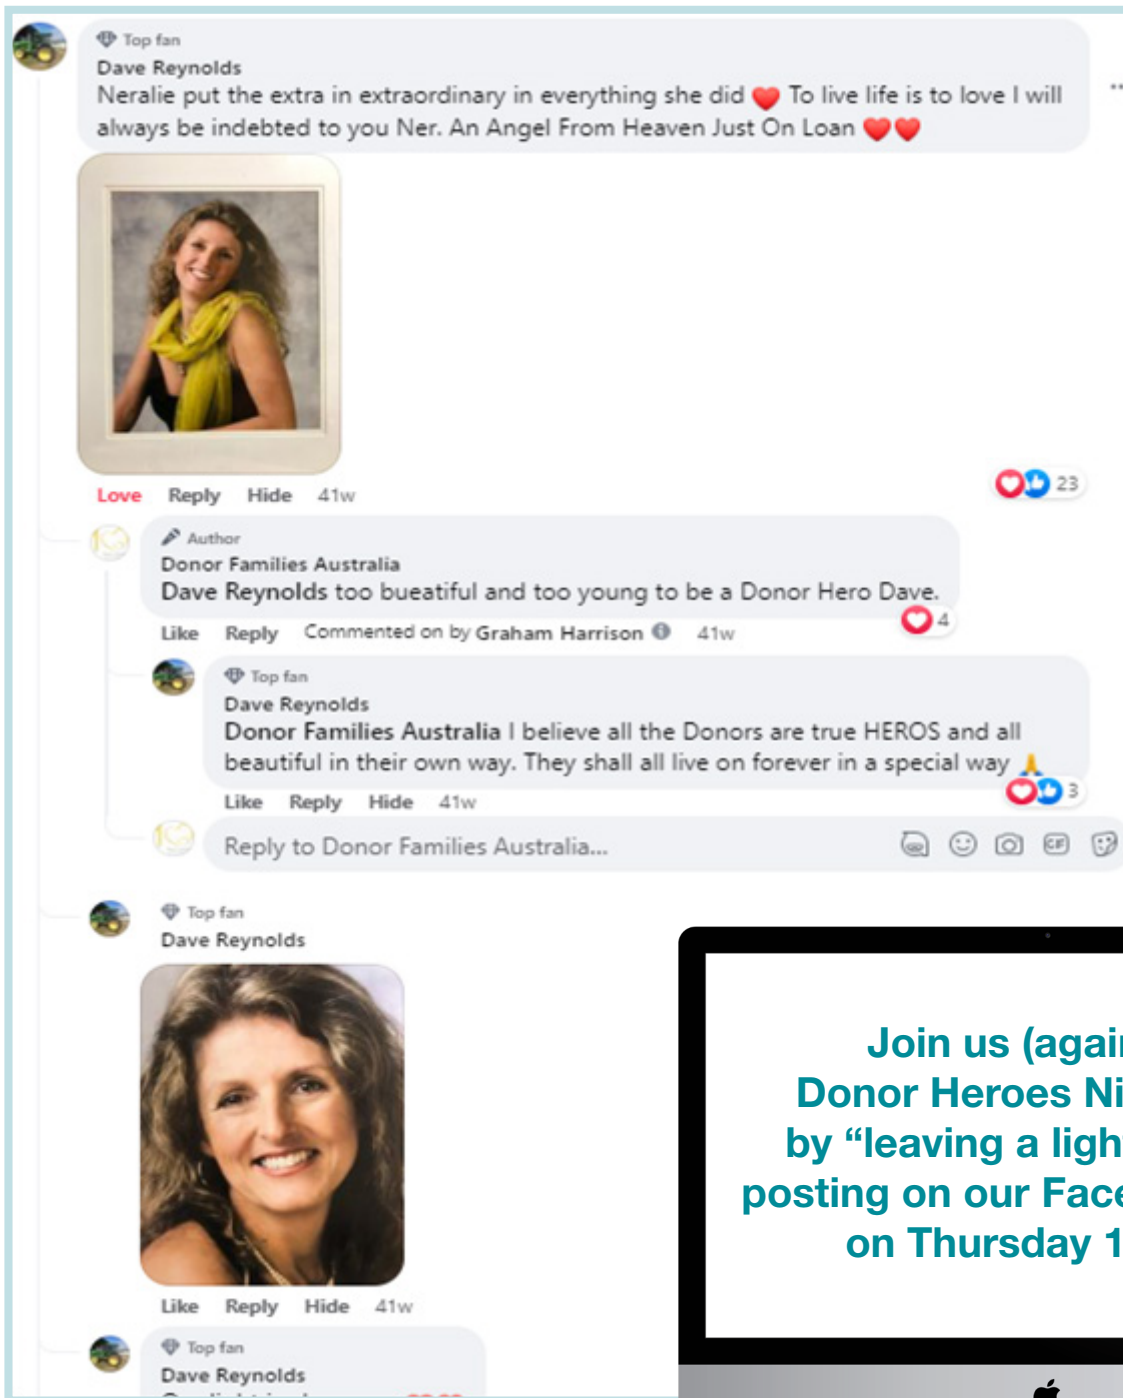 Top fan
Dave Reynolds
Neralie put the extra in extraordinary in everything she did ❤️ To live life is to love I will
always be indebted to you Ner. An Angel From Heaven Just On Loan ❤️❤️
Love Reply Hide 41w
23
Author
Donor Families Australia
Dave Reynolds too bueatiful and too young to be a Donor Hero Dave.
4
Like Reply Commented on by Graham Harrison 41w
Top fan
Dave Reynolds
Donor Families Australia I believe all the Donors are true HEROS and all
beautiful in their own way. They shall all live on forever in a special way 🙏
3
Like Reply Hide 41w
Reply to Donor Families Australia...
GIF
Top fan
Dave Reynolds
Like Reply Hide 41w
Top fan
Dave Reynolds
Join us (again
Donor Heroes Ni
by “leaving a ligh
posting on our Face
on Thursday 1